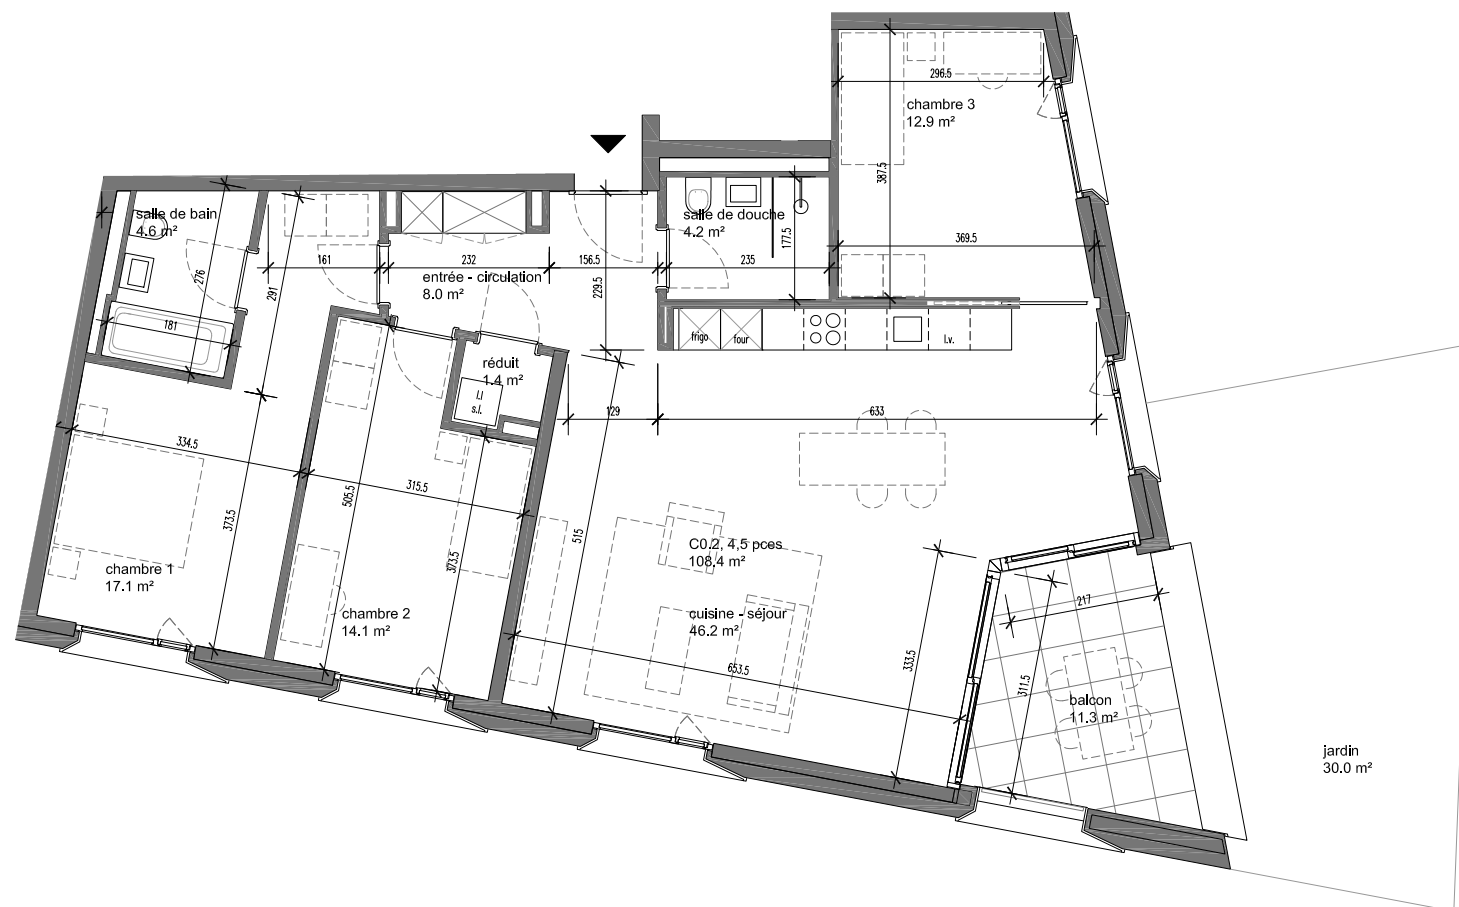 296.5
chambre 3
12.9 m²
387.5
salle de bain
4.6 m²
salle de douche
4.2 m²
177.5
369.5
161
232
156.5
235
entrée - circulation
8.0 m²
276
291
229.5
181
frigo
four
l.v.
réduit
1.4 m²
LI
s.l.
129
633
334.5
505.5
315.5
373.5
373.5
515
C0.2, 4,5 pces
108.4 m²
chambre 1
17.1 m²
chambre 2
14.1 m²
cuisine - séjour
46.2 m²
653.5
333.5
217
311.5
balcon
11.3 m²
jardin
30.0 m²